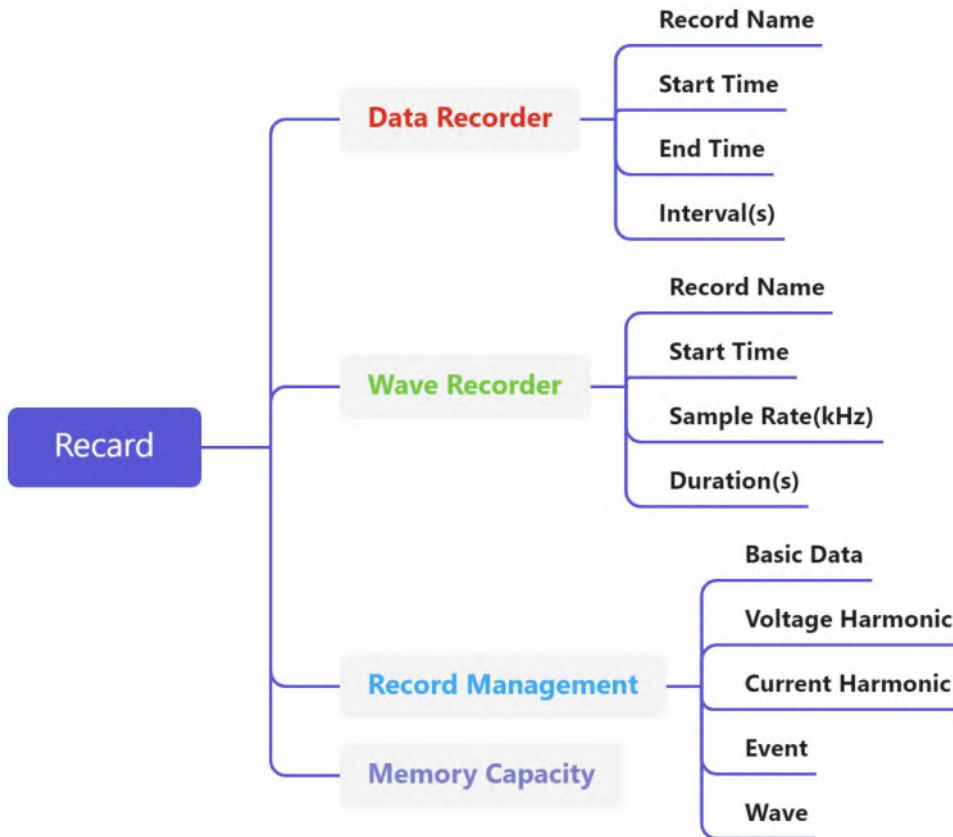 Recard
Data Recorder
Record Name
Start Time
End Time
Interval(s)
Wave Recorder
Record Name
Start Time
Sample Rate(kHz)
Duration(s)
Record Management
Basic Data
Voltage Harmonic
Current Harmonic
Event
Wave
Memory Capacity